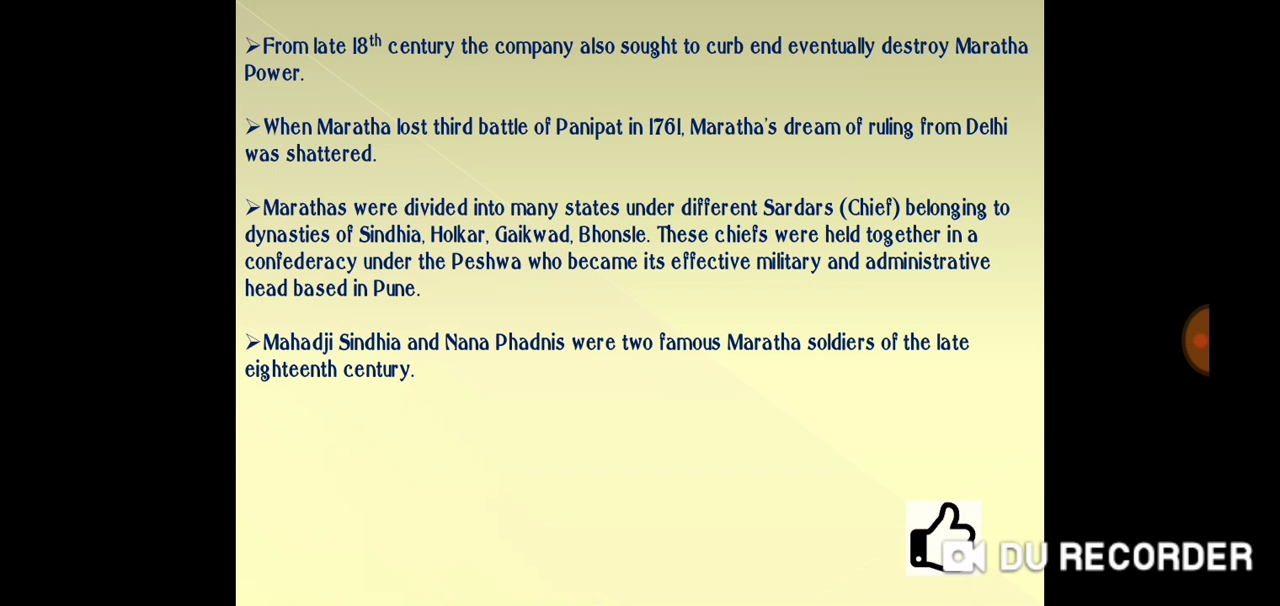 ➢From late 18th century the company also sought to curb end eventually destroy Maratha
Power.
➢When Maratha lost third battle of Panipat in 1761, Maratha's dream of ruling from Delhi
was shattered.
➢Marathas were divided into many states under different Sardars (Chief) belonging to
dynasties of Sindhia, Holkar, Gaikwad, Bhonsle. These chiefs were held together in a
confederacy under the Peshwa who became its effective military and administrative
head based in Pune.
➢Mahadji Sindhia and Nana Phadnis were two famous Maratha soldiers of the late
eighteenth century.
DU RECORDER